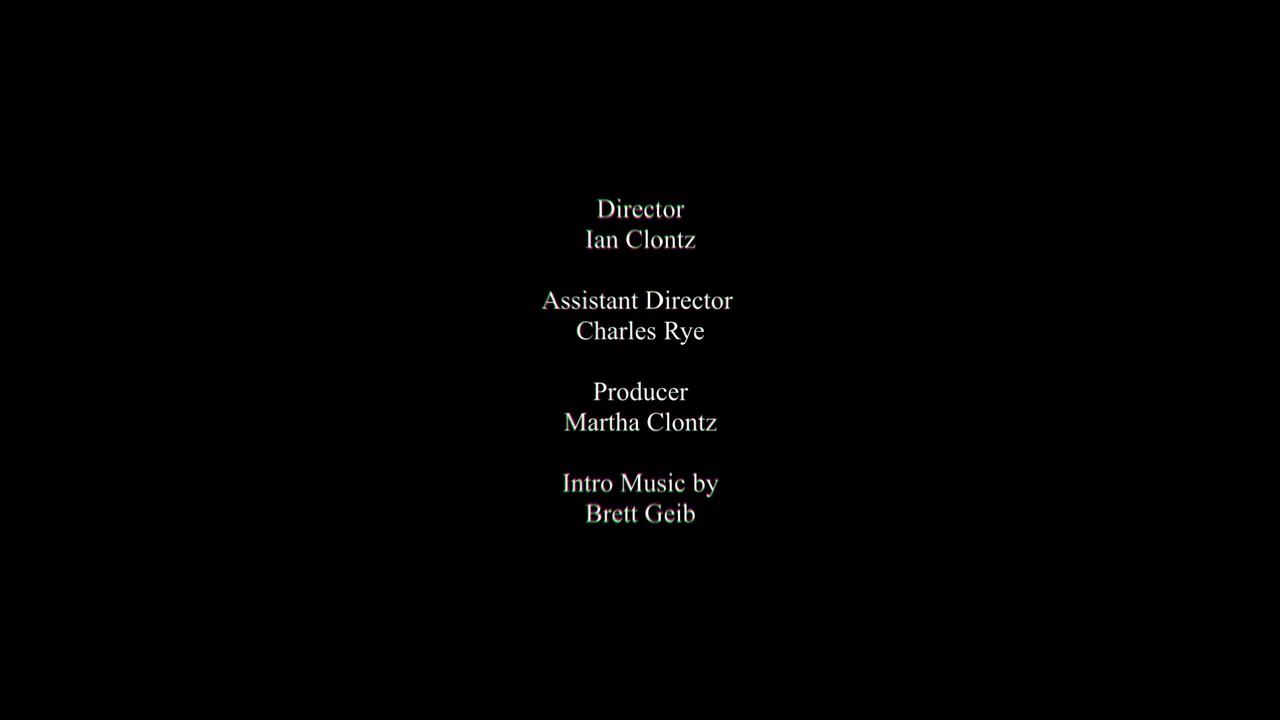 Director
Ian Clontz
Assistant Director
Charles Rye
Producer
Martha Clontz
Intro Music by
Brett Geib